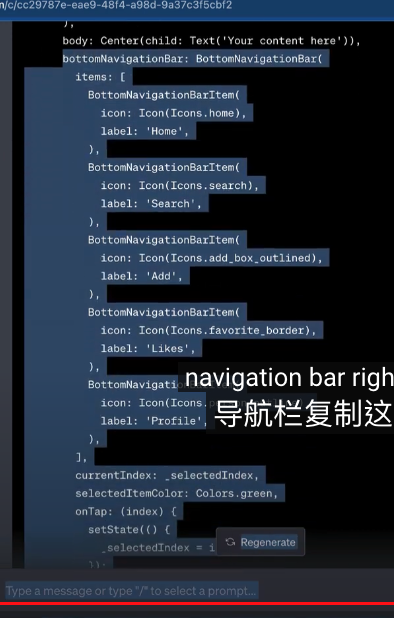 n/c/cc29787e-eae9-48f4-a98d-9a37c3f5cbf2
),
body: Center(child: Text('Your content here')),
bottomNavigationBar: BottomNavigationBar(
items: [
BottomNavigationBarItem(
icon: Icon(Icons.home),
label: 'Home',
),
BottomNavigationBarItem(
icon: Icon(Icons.search),
label: 'Search',
),
BottomNavigationBarItem(
icon: Icon(Icons.add_box_outlined),
label: 'Add',
),
BottomNavigationBarItem(
icon: Icon(Icons.favorite_border),
label: 'Likes',
),
BottomNavigati
icon: Icon(Icons.
label: 'Profile',
),
],
currentIndex: _selectedIndex,
selectedItemColor: Colors.green,
onTap: (index) {
setState(() {
_selectedIndex = i
});
navigation bar righ
导航栏复制这
Regenerate
Type a message or type "/" to select a prompt...